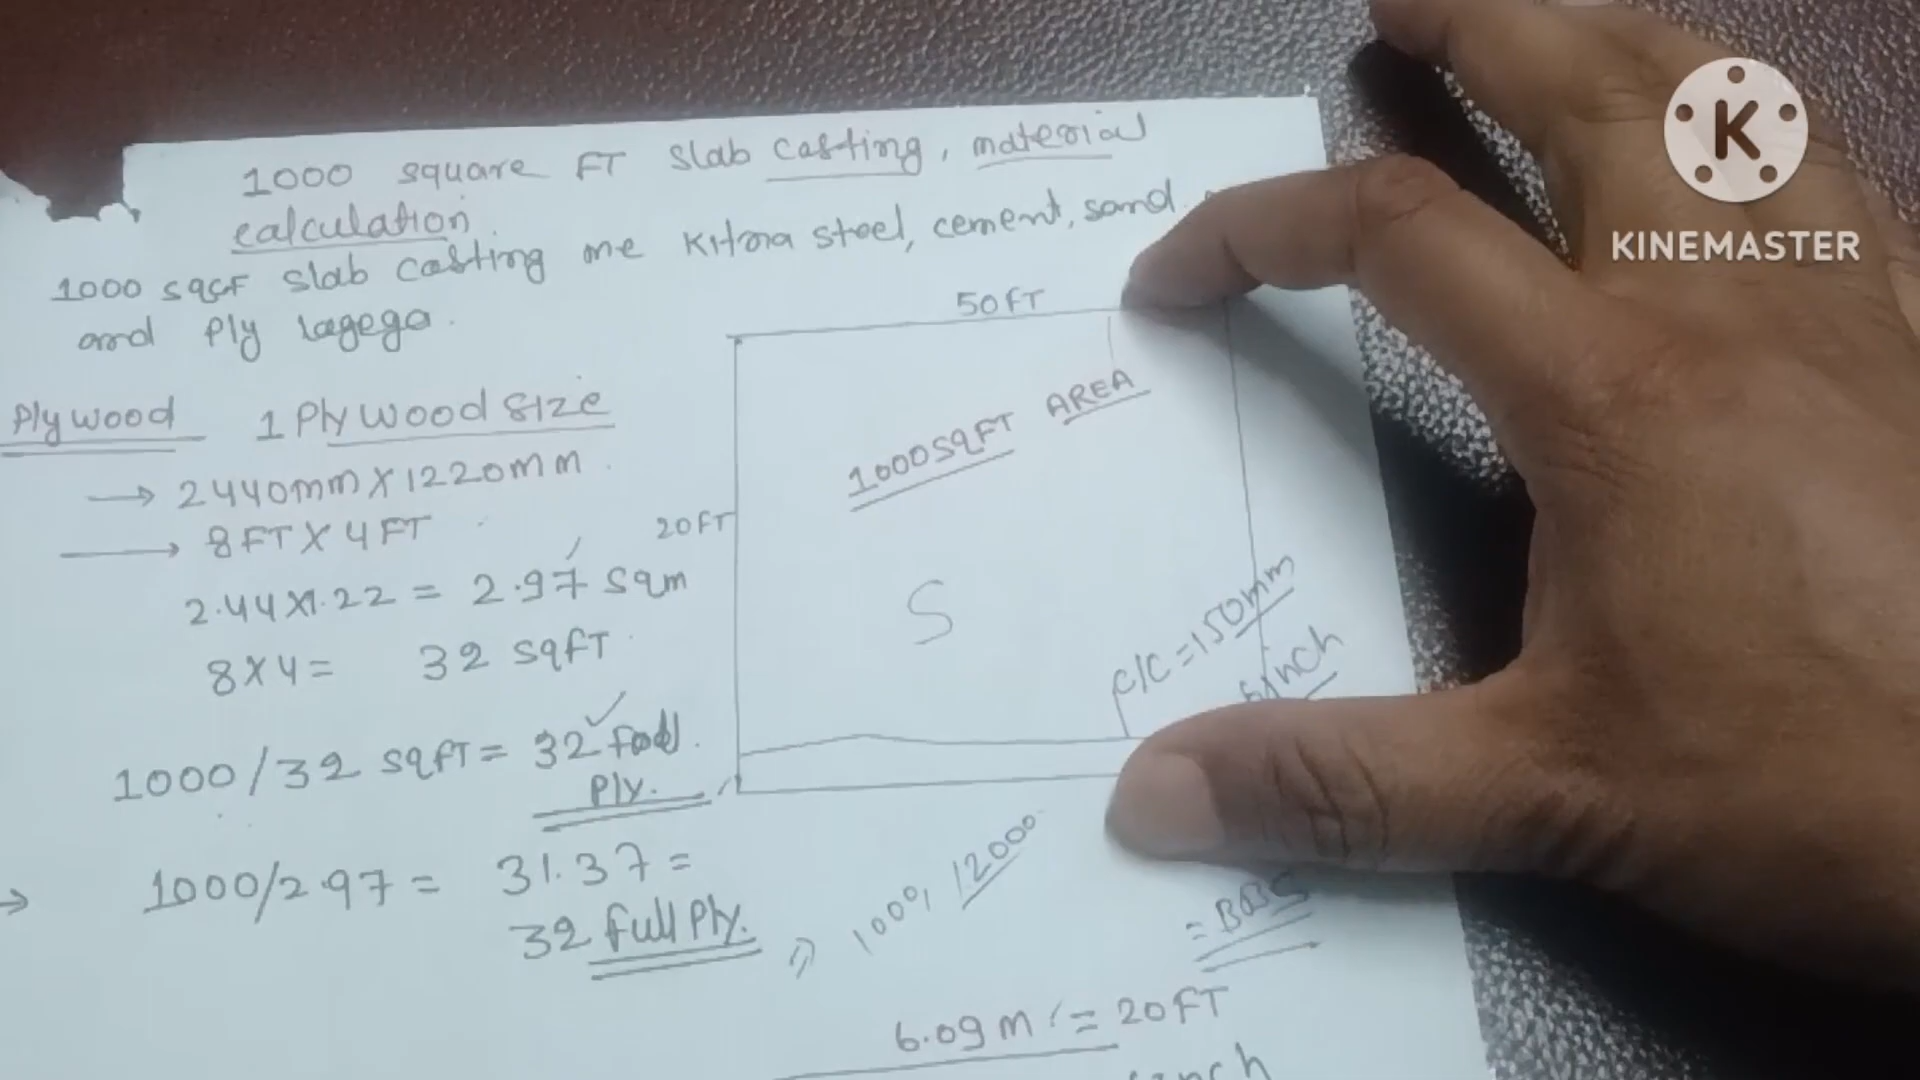 1000 square FT slab casting, material
calculation.
1000 sqft slab casting me kitna steel, cement, sand
and ply lagega.
50FT
Plywood 1 Plywood size
→ 2440mm X 1220mm
→ 8FT X 4FT
2.44X1.22 = 2.97 sqm
8X4 = 32 sqft
1000/32 sqft = 32
Ply.
→ 1000/2.97 = 31.37 =
32 Full Ply.
20FT
1000SQFT AREA
S
C/C = 150mm
6inch
12000
= BBS
6.09 m = 20FT
K
KINEMASTER